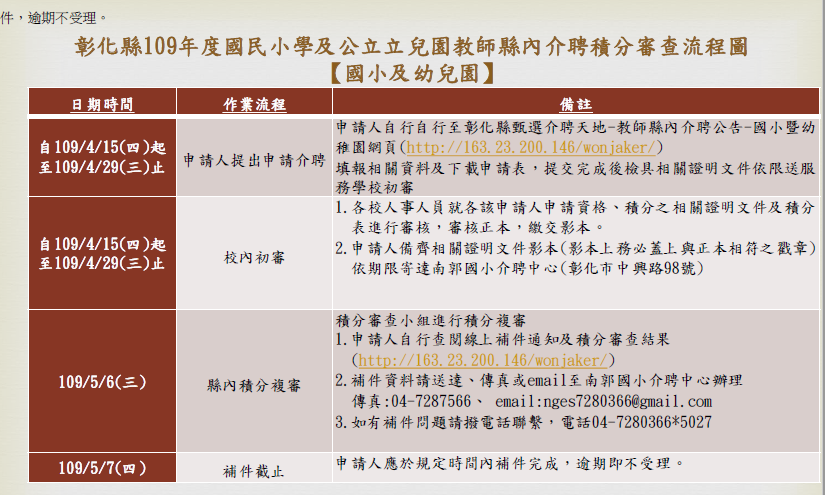 件，逾期不受理。
彰化縣109年度國民小學及公立立兒園教師縣內介聘積分審查流程圖
【國小及幼兒園】
日期時間 作業流程 備註
自109/4/15(四)起
至109/4/29(三)止
申請人提出申請介聘
申請人自行自行至彰化縣甄選介聘天地-教師縣內介聘公告-國小暨幼
稚園網頁(http://163.23.200.146/wonjaker/)
填報相關資料及下載申請表，提交完成後檢具相關證明文件依限送服
務學校初審
自109/4/15(四)起
至109/4/29(三)止
校內初審
1.各校人事人員就各該申請人申請資格、積分之相關證明文件及積分
表進行審核，審核正本，繳交影本。
2.申請人備齊相關證明文件影本(影本上務必蓋上與正本相符之戳章)
依期限寄達南郭國小介聘中心(彰化市中興路98號)
109/5/6(三)
縣內積分複審
積分審查小組進行積分複審
1.申請人自行查閱線上補件通知及積分審查結果
(http://163.23.200.146/wonjaker/)
2.補件資料請送達、傳真或email至南郭國小介聘中心辦理
傳真:04-7287566、 email:nges7280366@gmail.com
3.如有補件問題請撥電話聯繫，電話04-7280366*5027
109/5/7(四)
補件截止
申請人應於規定時間內補件完成，逾期即不受理。